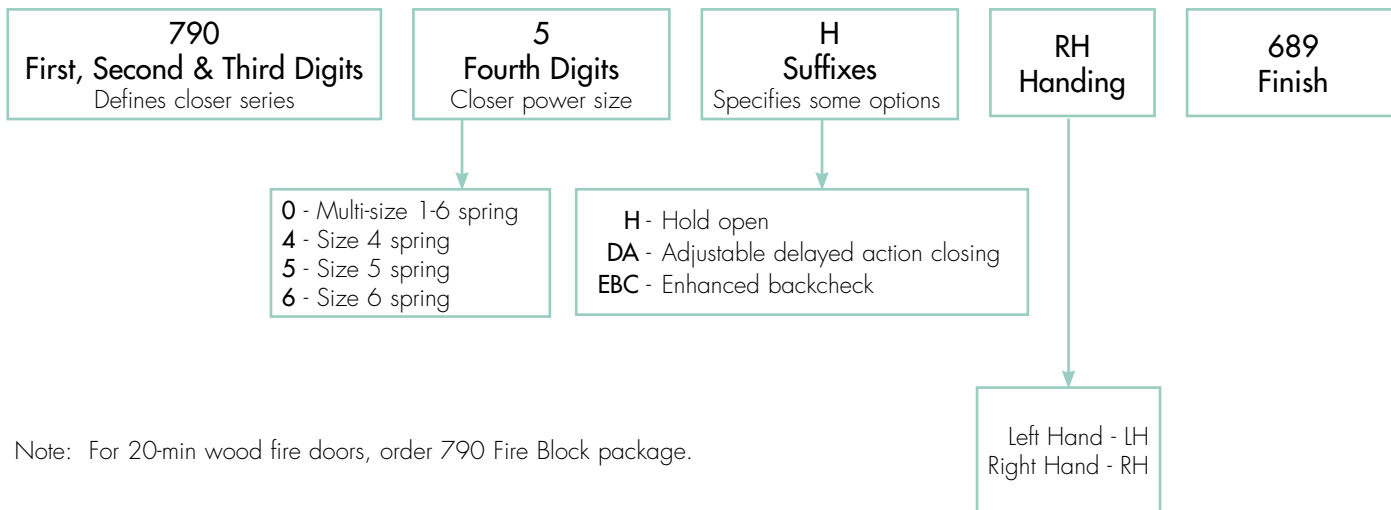 790
First, Second & Third Digits
Defines closer series
5
Fourth Digits
Closer power size
H
Suffixes
Specifies some options
RH
Handing
689
Finish
0 - Multi-size 1-6 spring
4 - Size 4 spring
5 - Size 5 spring
6 - Size 6 spring
H - Hold open
DA - Adjustable delayed action closing
EBC - Enhanced backcheck
Left Hand - LH
Right Hand - RH
Note: For 20-min wood fire doors, order 790 Fire Block package.